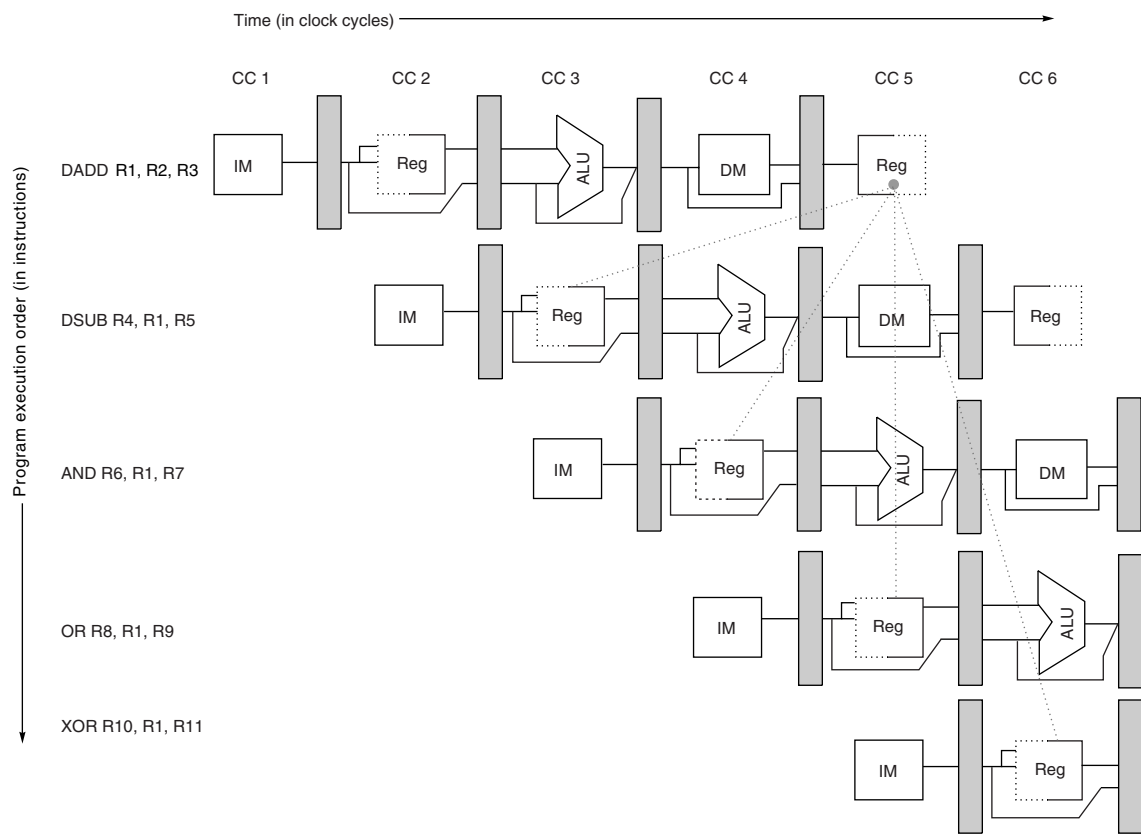 Time (in clock cycles)
CC 1 CC 2 CC 3 CC 4 CC 5 CC 6
Program execution order (in instructions)
DADD R1, R2, R3
IM Reg ALU DM Reg
DSUB R4, R1, R5
IM Reg ALU DM Reg
AND R6, R1, R7
IM Reg ALU DM
OR R8, R1, R9
IM Reg ALU
XOR R10, R1, R11
IM Reg